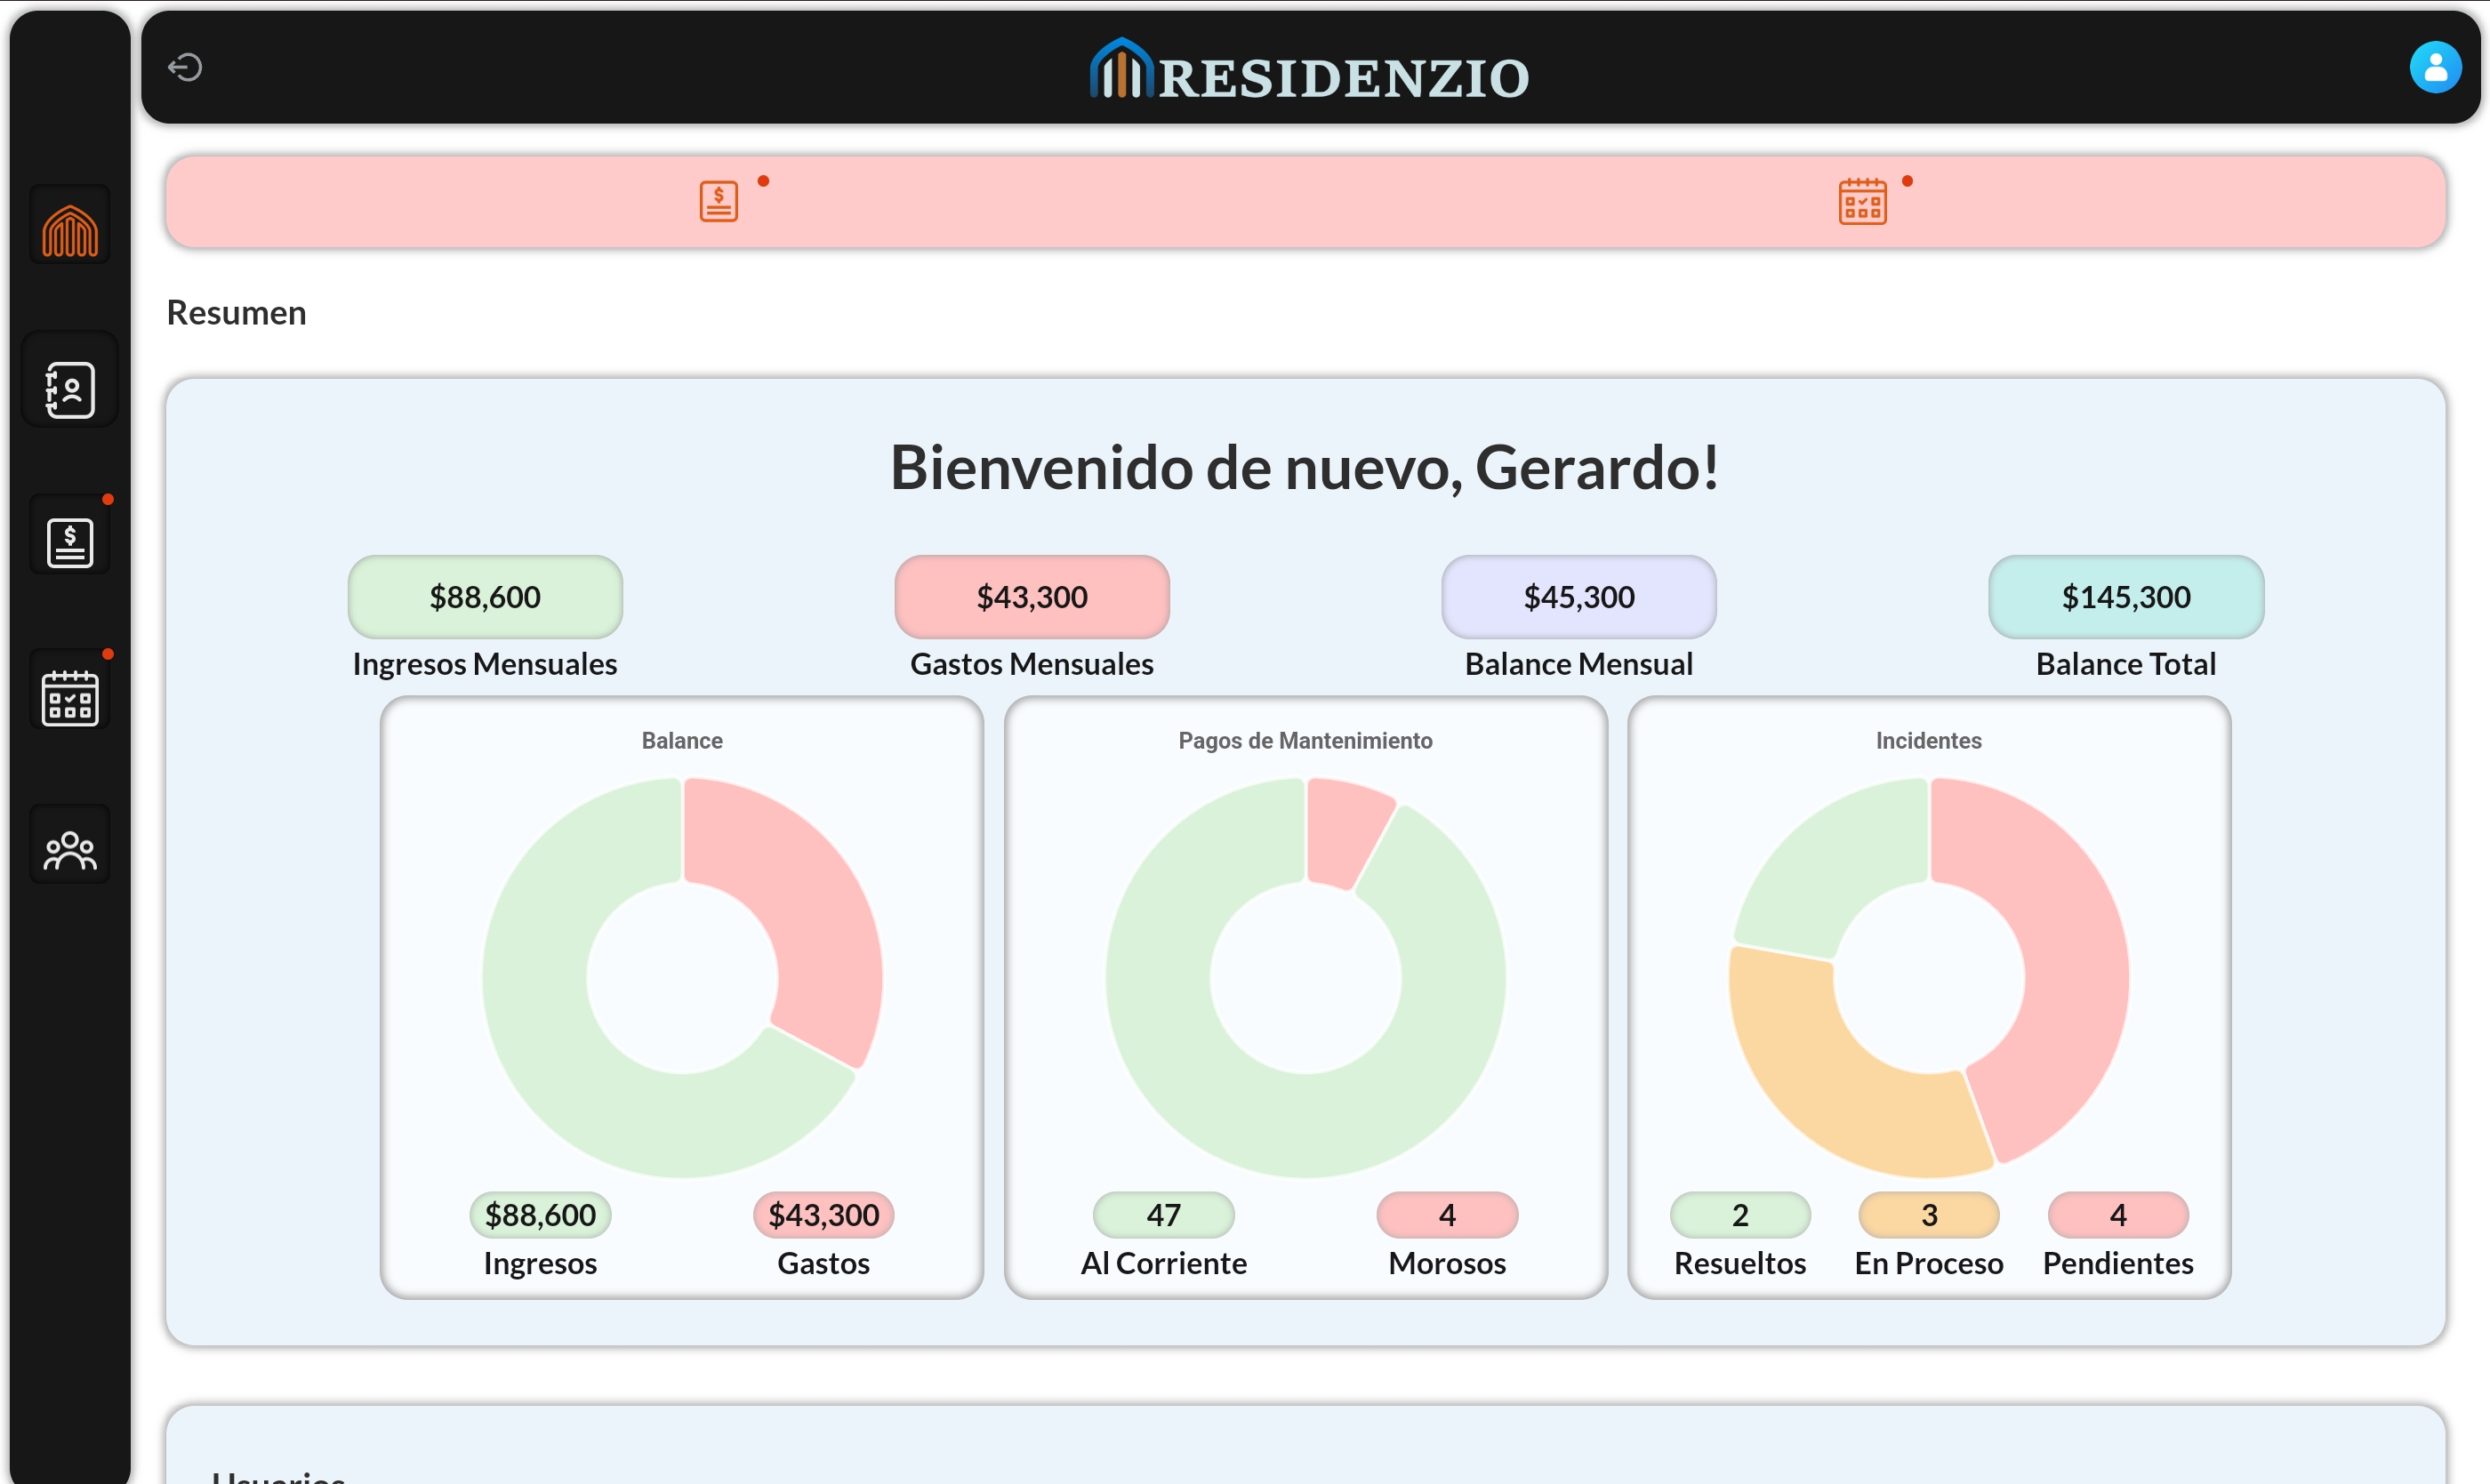 RESIDENZIO
Resumen
Bienvenido de nuevo, Gerardo!
$88,600
$43,300
$45,300
$145,300
Ingresos Mensuales
Gastos Mensuales
Balance Mensual
Balance Total
Balance
Pagos de Mantenimiento
Incidentes
$88,600
$43,300
47
4
2
3
4
Ingresos
Gastos
Al Corriente
Morosos
Resueltos
En Proceso
Pendientes
Usuarios